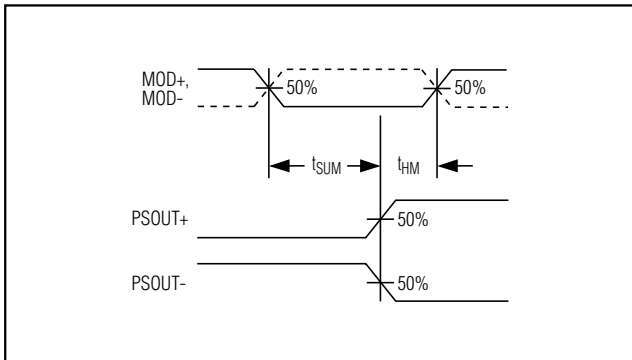 MOD+,
MOD-
50%
50%
tSUM
tHM
PSOUT+
50%
PSOUT-
50%